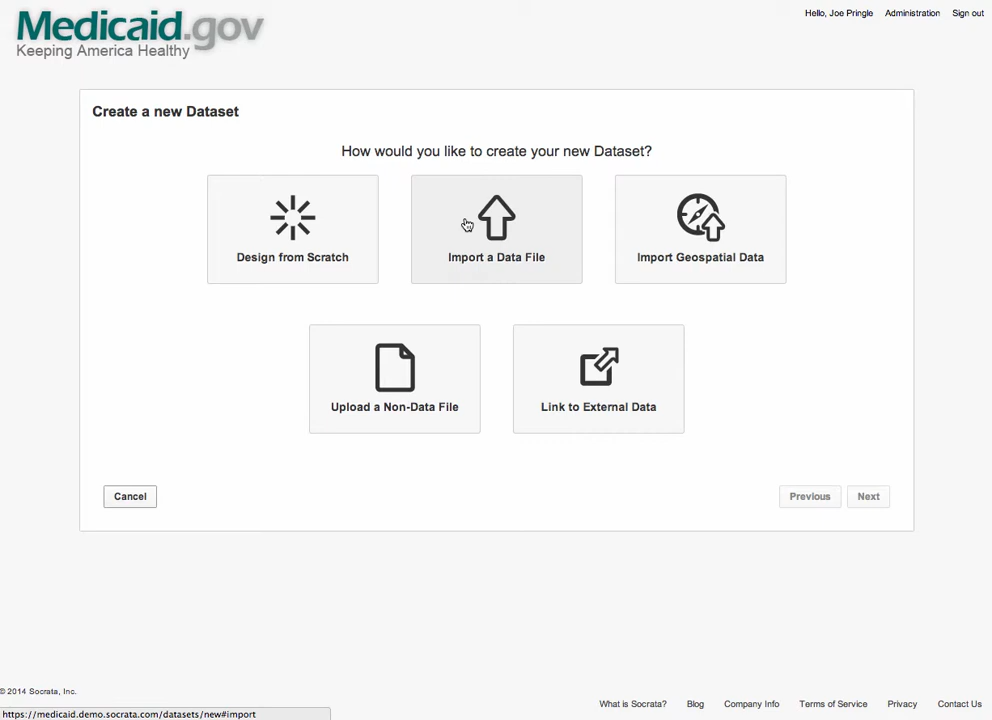 Medicaid.gov
Keeping America Healthy
Hello, Joe Pringle Administration Sign out
Create a new Dataset
How would you like to create your new Dataset?
Design from Scratch
Import a Data File
Import Geospatial Data
Upload a Non-Data File
Link to External Data
Cancel
Previous
Next
© 2014 Socrata, Inc.
What is Socrata? Blog Company Info Terms of Service Privacy Contact Us
https://medicaid.demo.socrata.com/datasets/new#import